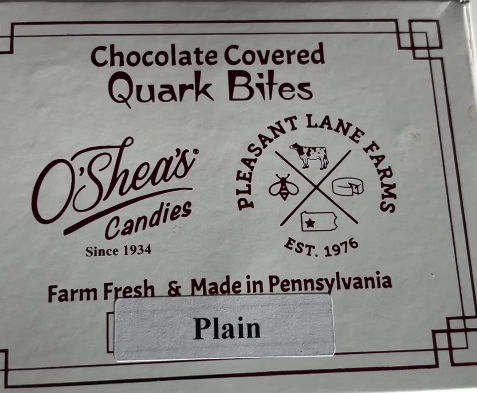 Chocolate Covered
Quark Bites
O'Shea's®
Candies
Since 1934
PLEASANT LANE FARMS
EST. 1976
Farm Fresh & Made in Pennsylvania
Plain